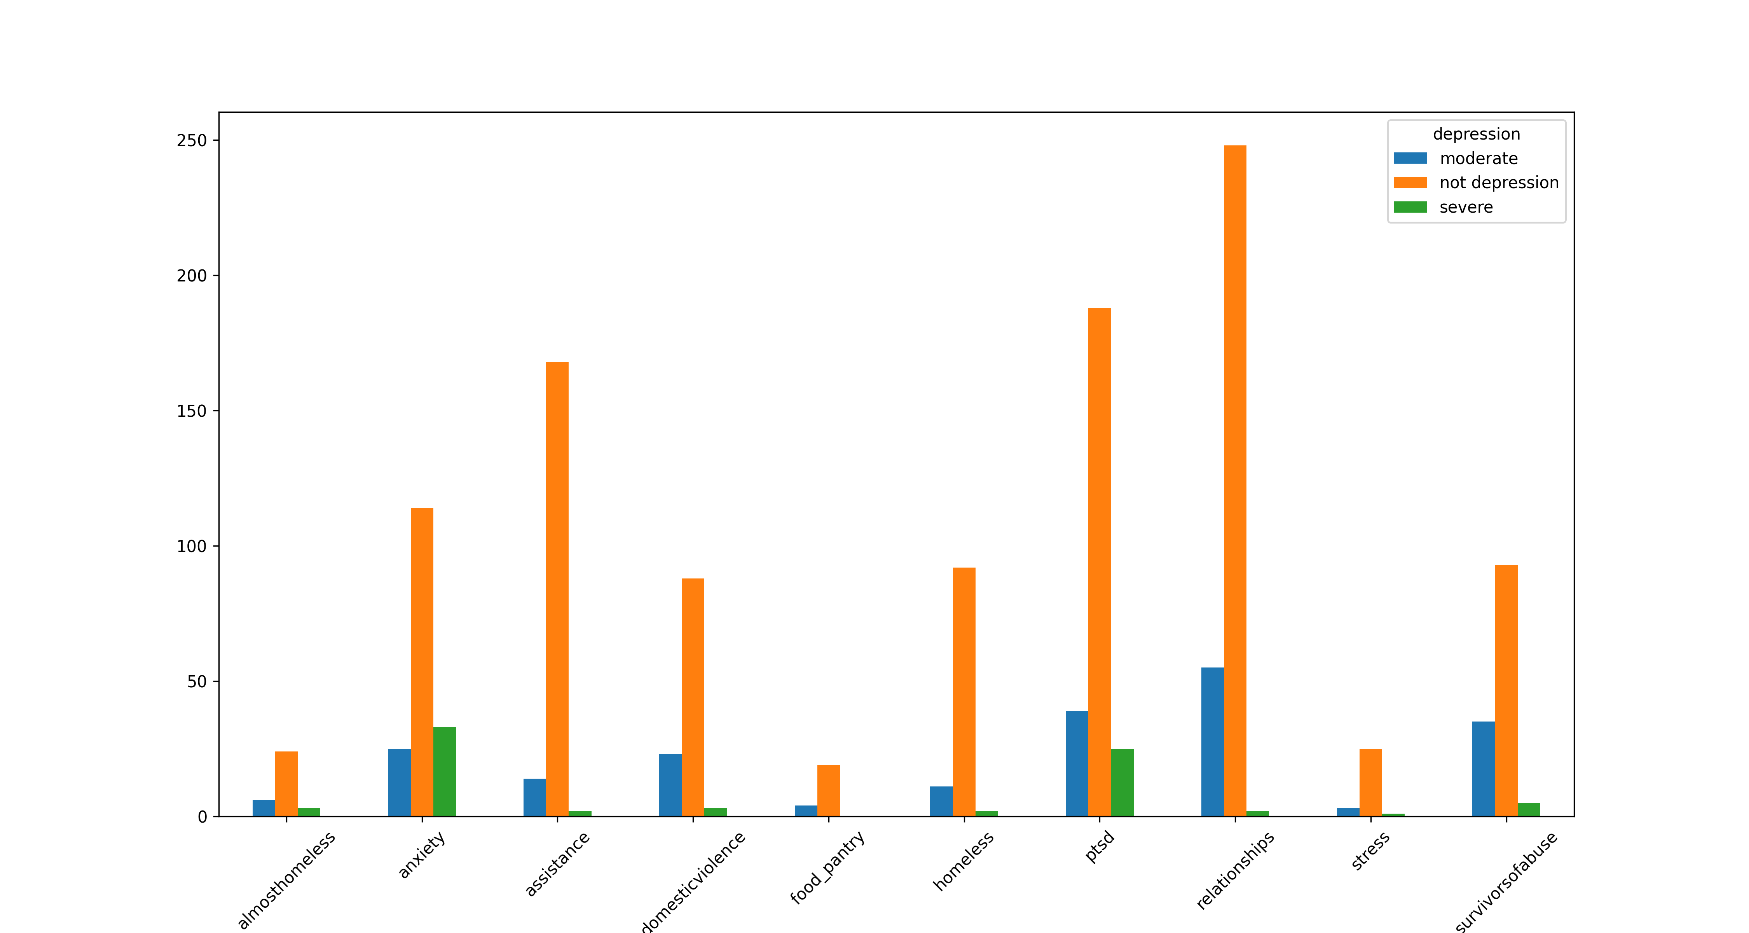 250
200
150
100
50
0
depression
moderate
not depression
severe
almosthomeless
anxiety
assistance
domesticviolence
food_pantry
homeless
ptsd
relationships
stress
survivorsofabuse